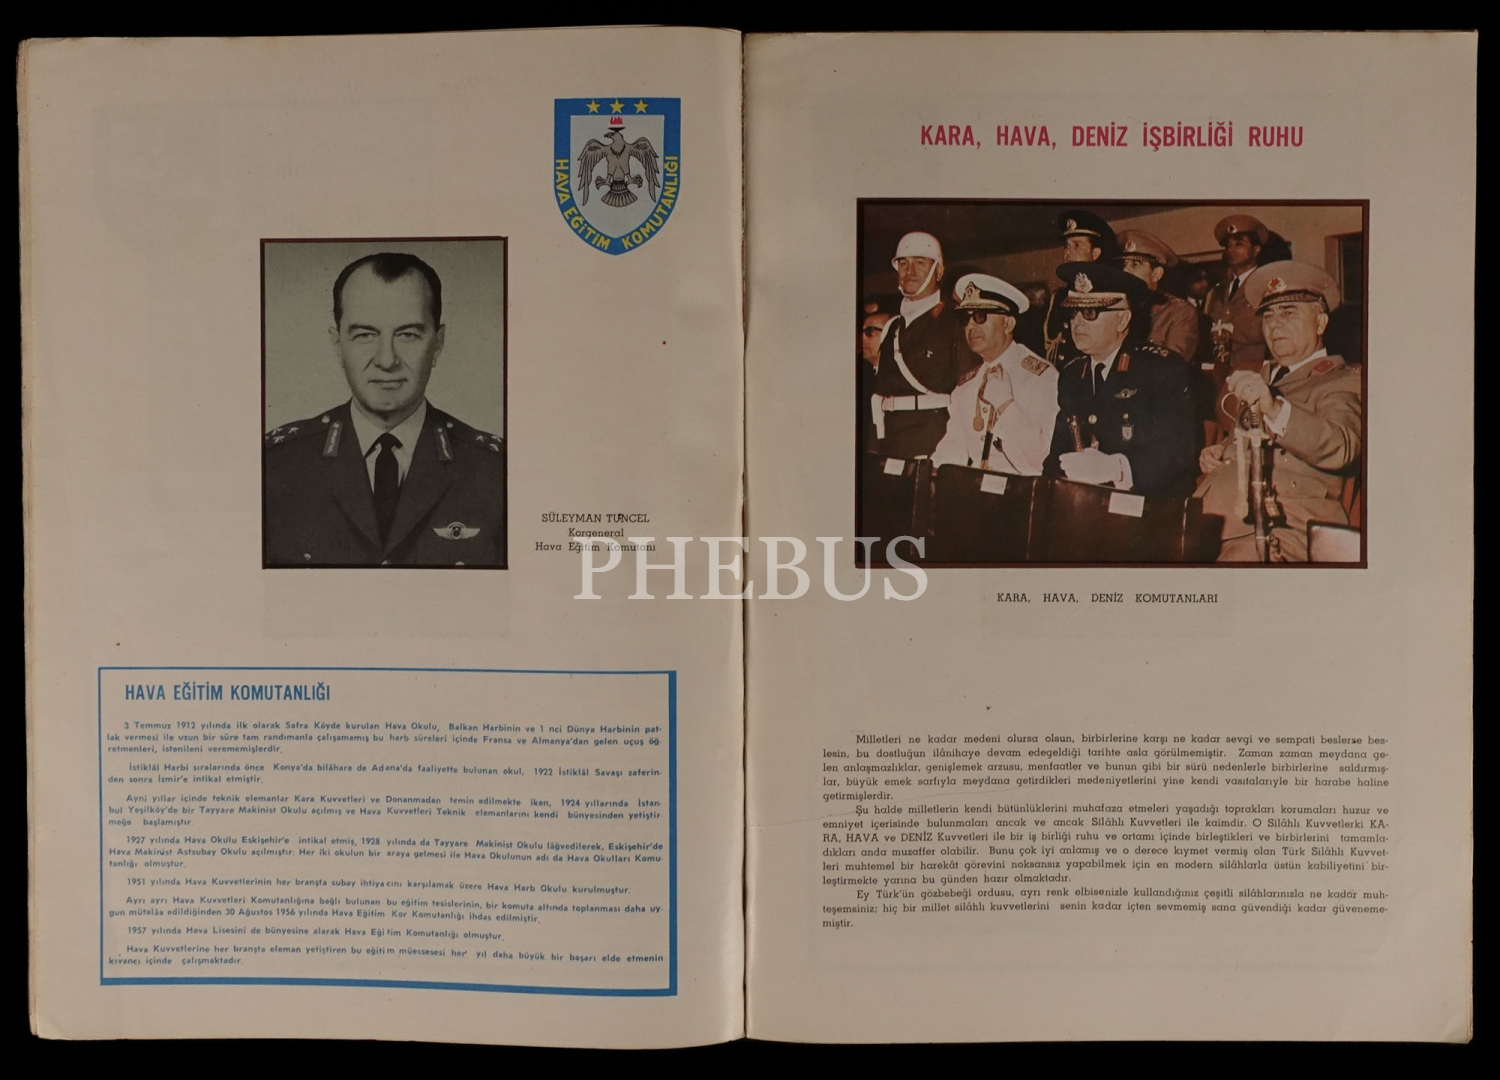 HAVA EĞİTİM KOMUTANLIĞI
SÜLEYMAN TUNCEL
Korgeneral
Hava Eğitim Komutanı
HAVA EĞİTİM KOMUTANLIĞI
3 Temmuz 1912 yılında ilk olarak Safra Köyde kurulan Hava Okulu, Balkan Harbinin ve 1 nci Dünya Harbinin pat-
lak vermesi ile uzun bir süre tam randımanla çalışamamış bu harb süreleri içinde Fransa ve Almanya'dan gelen uçuş öğ-
retmenleri, istenileni verememişlerdir.
İstiklâl Harbi sıralarında önce Konya'da bilâhare de Adana'da faaliyette bulunan okul, 1922 İstiklâl Savaşı zaferin-
den sonra İzmir'e intikal etmiştir.
Ayni yıllar içinde teknik elemanlar Kara Kuvvetleri ve Donanmadan temin edilmekte iken, 1924 yıllarında İstan-
bul Yeşilköy'de bir Tayyare Makinist Okulu açılmış ve Hava Kuvvetleri Teknik elemanlarını kendi bünyesinden yetiştir-
meğe başlamıştır.
1927 yılında Hava Okulu Eskişehir'e intikal etmiş, 1928 yılında da Tayyare Makinist Okulu lâğvedilerek, Eskişehir'de
Hava Makinist Astsubay Okulu açılmıştır. Her iki okulun bir araya gelmesi ile Hava Okulunun adı da Hava Okulları Komu-
tanlığı olmuştur.
1951 yılında Hava Kuvvetlerinin her branşta subay ihtiyacını karşılamak üzere Hava Harb Okulu kurulmuştur.
Ayrı ayrı Hava Kuvvetleri Komutanlığına bağlı bulunan bu eğitim tesislerinin, bir komuta altında toplanması daha uy-
gun mütalâa edildiğinden 30 Ağustos 1956 yılında Hava Eğitim Kor Komutanlığı ihdas edilmiştir.
1957 yılında Hava Lisesini de bünyesine alarak Hava Eğitim Komutanlığı olmuştur.
Hava Kuvvetlerine her branşta eleman yetiştiren bu eğitim müessesesi her yıl daha büyük bir başarı elde etmenin
kıvancı içinde çalışmaktadır.
PHEBUS
KARA, HAVA, DENİZ İŞBİRLİĞİ RUHU
KARA, HAVA, DENİZ KOMUTANLARI
Milletleri ne kadar medeni olursa olsun, birbirlerine karşı ne kadar sevgi ve sempati beslerse bes-
lesin, bu dostluğun ilânihaye devam edegeldiği tarihte asla görülmemiştir. Zaman zaman meydana ge-
len anlaşmazlıklar, genişlemek arzusu, menfaatler ve bunun gibi bir sürü nedenlerle birbirlerine saldırmış-
lar, büyük emek sarfıyla meydana getirdikleri medeniyetlerini yine kendi vasıtalarıyle bir harabe haline
getirmişlerdir.
Şu halde milletlerin kendi bütünlüklerini muhafaza etmeleri yaşadığı toprakları korumaları huzur ve
emniyet içerisinde bulunmaları ancak ve ancak Silâhlı Kuvvetleri ile kaimdir. O Silâhlı Kuvvetlerki KA-
RA, HAVA ve DENİZ Kuvvetleri ile bir iş birliği ruhu ve ortamı içinde birleştikleri ve birbirlerini tamamla-
dıkları anda muzaffer olabilir. Bunu çok iyi anlamış ve o derece kıymet vermiş olan Türk Silâhlı Kuvvet-
leri muhtemel bir harekât görevini noksansız yapabilmek için en modern silâhlarla üstün kabiliyetini bir-
leştirmekte yarına bu günden hazır olmaktadır.
Ey Türk'ün gözbebeği ordusu, ayrı renk elbisenizle kullandığınız çeşitli silâhlarınızla ne kadar muh-
teşemsiniz; hiç bir millet silâhlı kuvvetlerini senin kadar içten sevmemiş sana güvendiği kadar güveneme-
miştir.